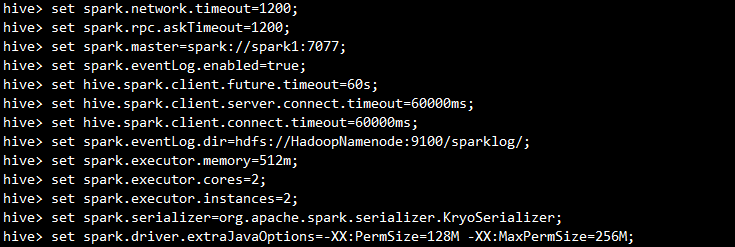 hive> set spark.network.timeout=1200;
hive> set spark.rpc.askTimeout=1200;
hive> set spark.master=spark://spark1:7077;
hive> set spark.eventLog.enabled=true;
hive> set hive.spark.client.future.timeout=60s;
hive> set hive.spark.client.server.connect.timeout=60000ms;
hive> set hive.spark.client.connect.timeout=60000ms;
hive> set spark.eventLog.dir=hdfs://HadoopNamenode:9100/sparklog/;
hive> set spark.executor.memory=512m;
hive> set spark.executor.cores=2;
hive> set spark.executor.instances=2;
hive> set spark.serializer=org.apache.spark.serializer.KryoSerializer;
hive> set spark.driver.extraJavaOptions=-XX:PermSize=128M -XX:MaxPermSize=256M;